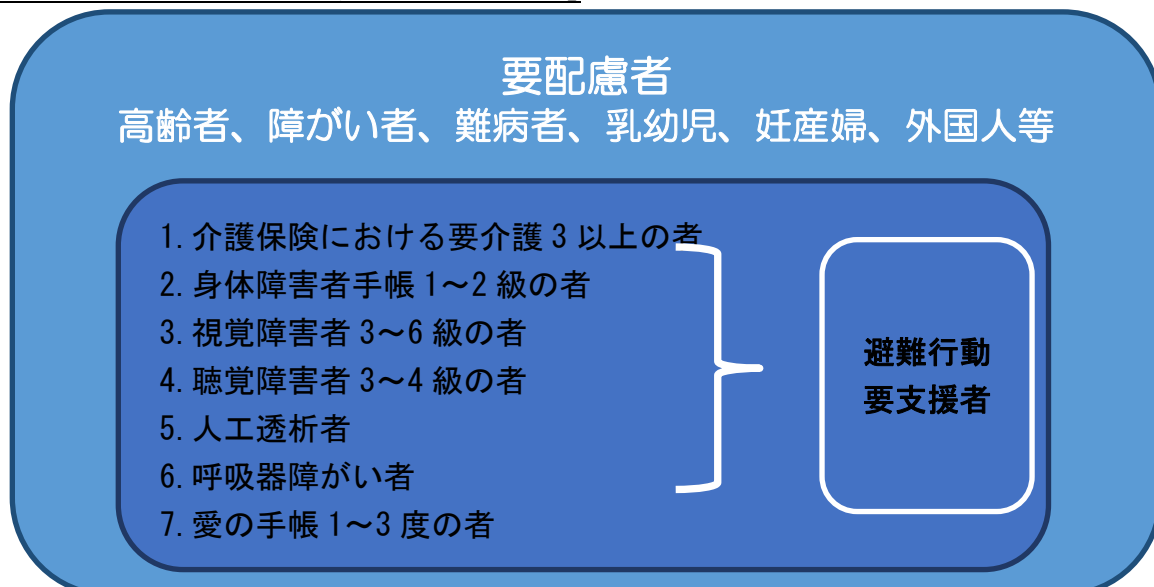 要配慮者
高齢者、障がい者、難病者、乳幼児、妊産婦、外国人等
1.介護保険における要介護3以上の者
2.身体障害者手帳1～2級の者
3.視覚障害者3～6級の者
4.聴覚障害者3～4級の者
5.人工透析者
6.呼吸器障がい者
7.愛の手帳1～3度の者
避難行動
要支援者